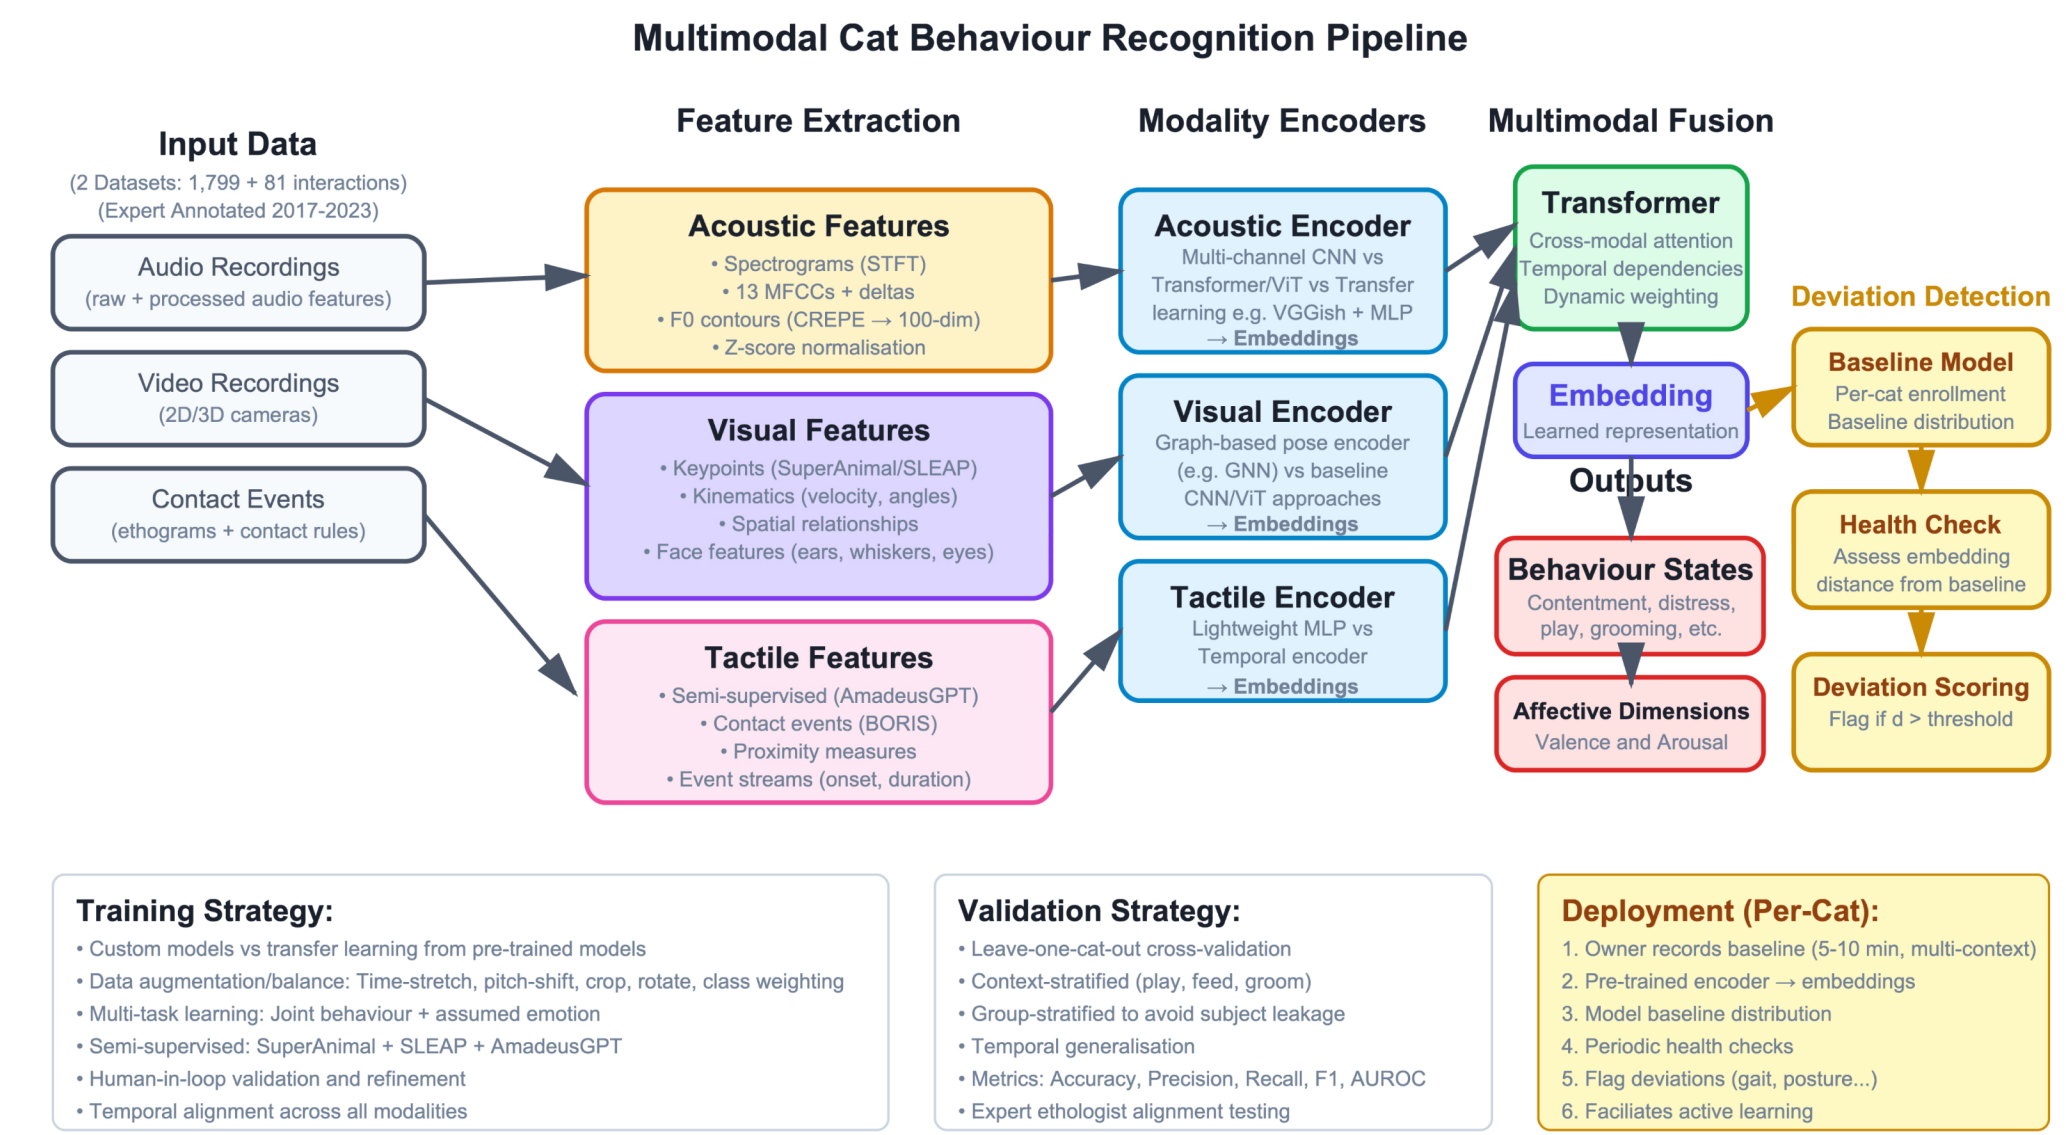 Multimodal Cat Behaviour Recognition Pipeline
Input Data
(2 Datasets: 1,799 + 81 interactions)
(Expert Annotated 2017-2023)
Audio Recordings
(raw + processed audio features)
Video Recordings
(2D/3D cameras)
Contact Events
(ethograms + contact rules)
Feature Extraction
Acoustic Features
• Spectrograms (STFT)
• 13 MFCCs + deltas
• F0 contours (CREPE → 100-dim)
• Z-score normalisation
Visual Features
• Keypoints (SuperAnimal/SLEAP)
• Kinematics (velocity, angles)
• Spatial relationships
• Face features (ears, whiskers, eyes)
Tactile Features
• Semi-supervised (AmadeusGPT)
• Contact events (BORIS)
• Proximity measures
• Event streams (onset, duration)
Modality Encoders
Acoustic Encoder
Multi-channel CNN vs
Transformer/ViT vs Transfer
learning e.g. VGGish + MLP
→ Embeddings
Visual Encoder
Graph-based pose encoder
(e.g. GNN) vs baseline
CNN/ViT approaches
→ Embeddings
Tactile Encoder
Lightweight MLP vs
Temporal encoder
→ Embeddings
Multimodal Fusion
Transformer
Cross-modal attention
Temporal dependencies
Dynamic weighting
Embedding
Learned representation
Outputs
Behaviour States
Contentment, distress,
play, grooming, etc.
Affective Dimensions
Valence and Arousal
Deviation Detection
Baseline Model
Per-cat enrollment
Baseline distribution
Health Check
Assess embedding
distance from baseline
Deviation Scoring
Flag if d > threshold
Training Strategy:
• Custom models vs transfer learning from pre-trained models
• Data augmentation/balance: Time-stretch, pitch-shift, crop, rotate, class weighting
• Multi-task learning: Joint behaviour + assumed emotion
• Semi-supervised: SuperAnimal + SLEAP + AmadeusGPT
• Human-in-loop validation and refinement
• Temporal alignment across all modalities
Validation Strategy:
• Leave-one-cat-out cross-validation
• Context-stratified (play, feed, groom)
• Group-stratified to avoid subject leakage
• Temporal generalisation
• Metrics: Accuracy, Precision, Recall, F1, AUROC
• Expert ethologist alignment testing
Deployment (Per-Cat):
1. Owner records baseline (5-10 min, multi-context)
2. Pre-trained encoder → embeddings
3. Model baseline distribution
4. Periodic health checks
5. Flag deviations (gait, posture...)
6. Faciliates active learning